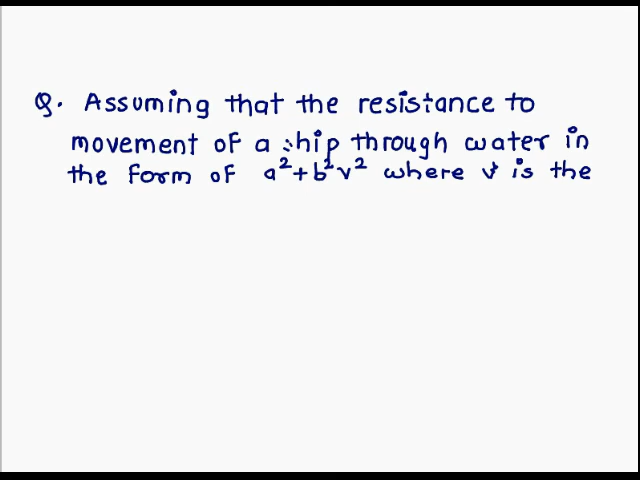 Q. Assuming that the resistance to
movement of a ship through water in
the form of a²+b²v² where v is the